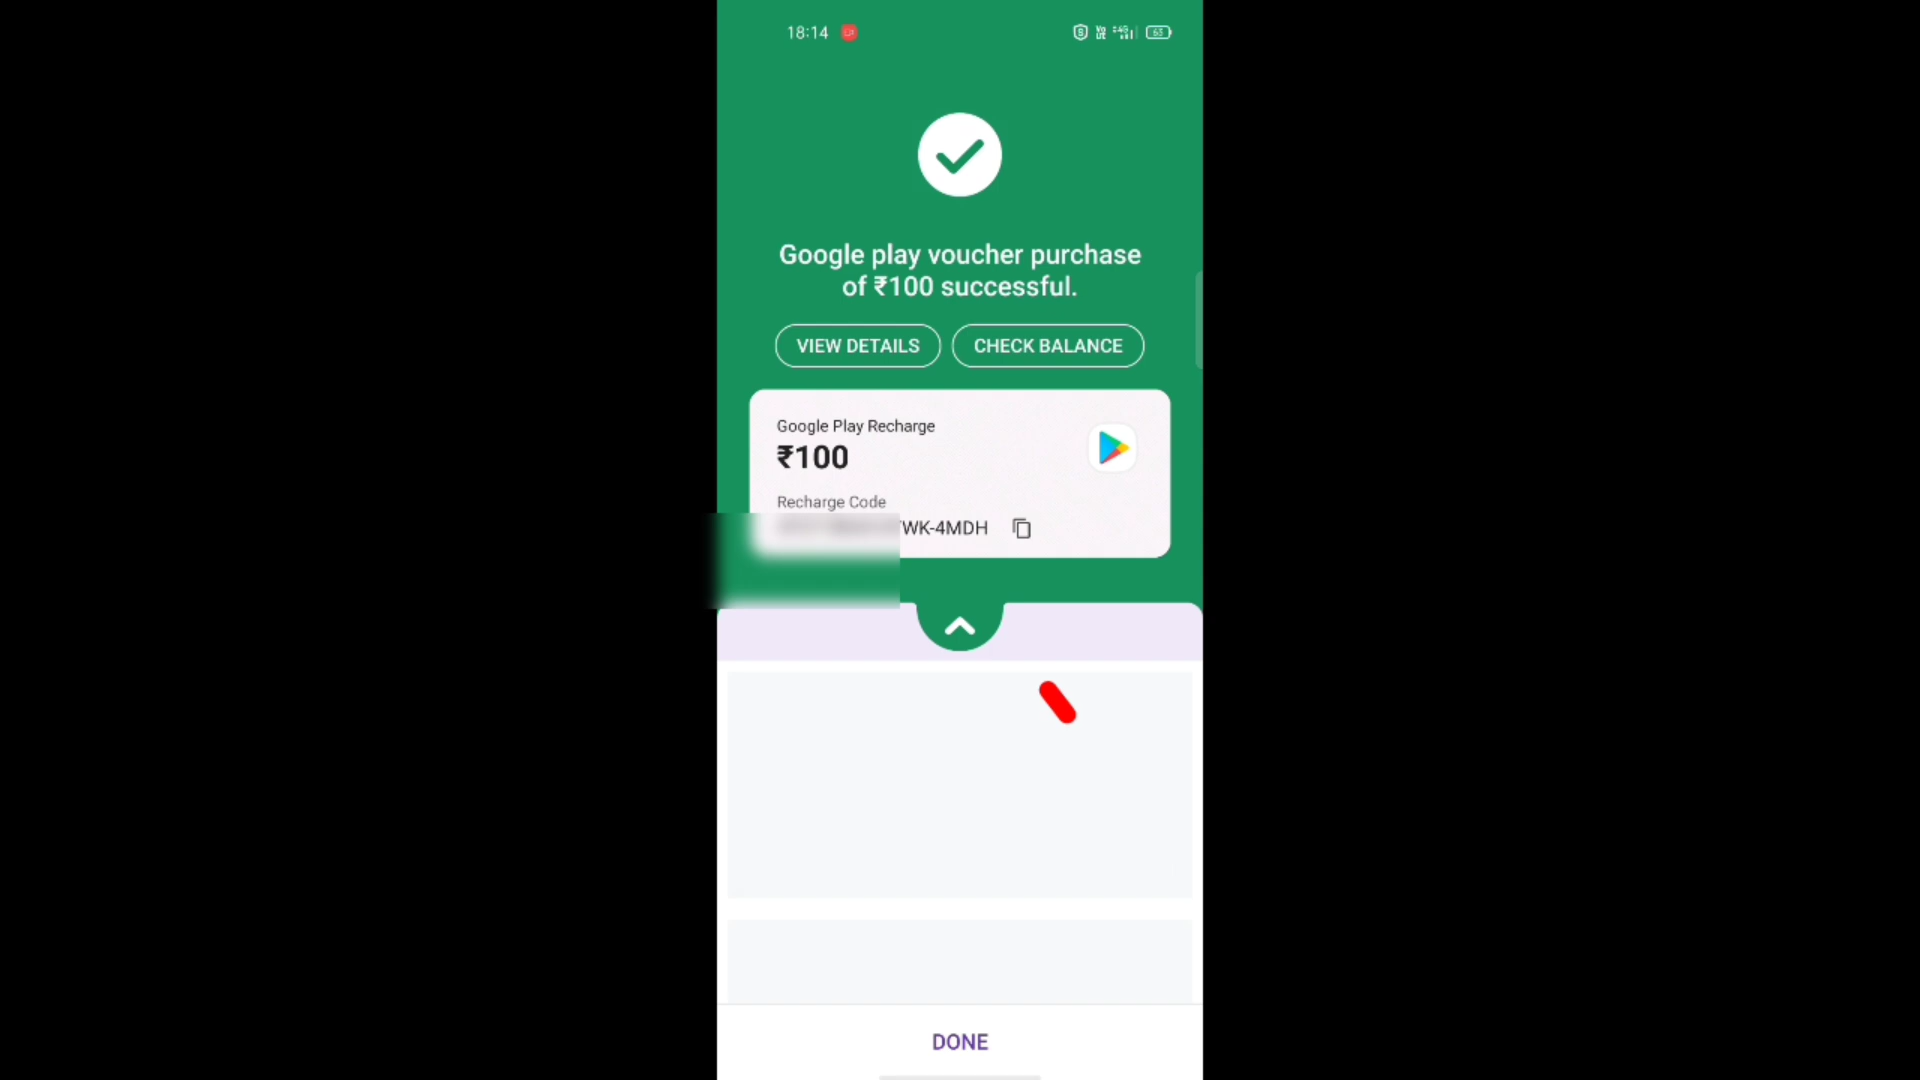 18:14
63
Google play voucher purchase
of ₹100 successful.
VIEW DETAILS CHECK BALANCE
Google Play Recharge
₹100
Recharge Code
WK-4MDH
DONE